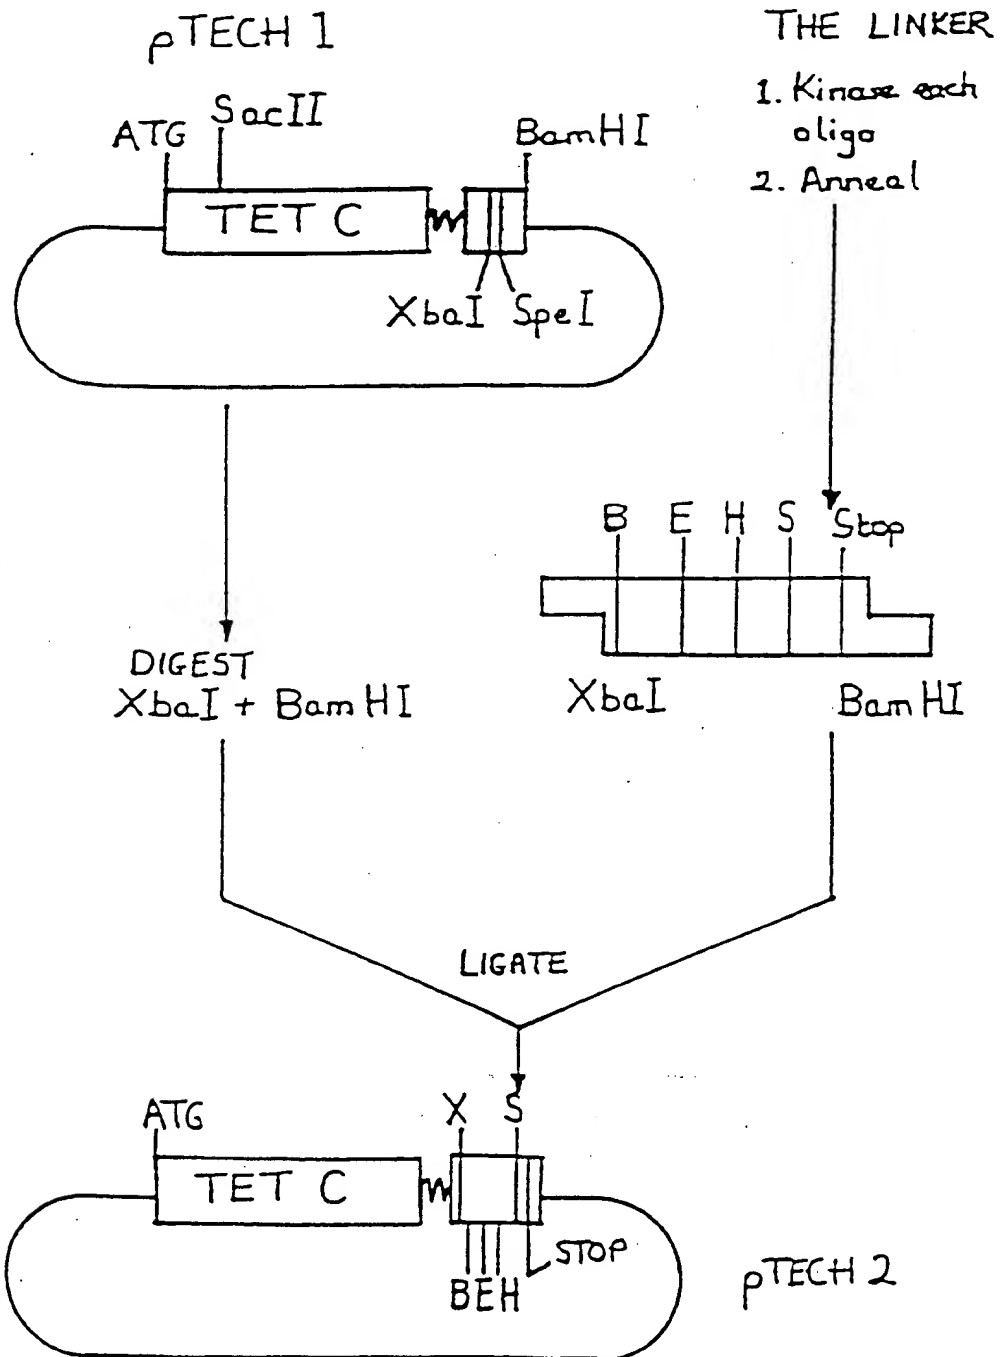 pTECH 1
THE LINKER
1. Kinase each
oligo
2. Anneal
SacII
ATG
BamHI
TET C
XbaI SpeI
B E H S Stop
DIGEST
XbaI + BamHI
XbaI
BamHI
LIGATE
ATG
X S
TET C
STOP
BEH
pTECH 2